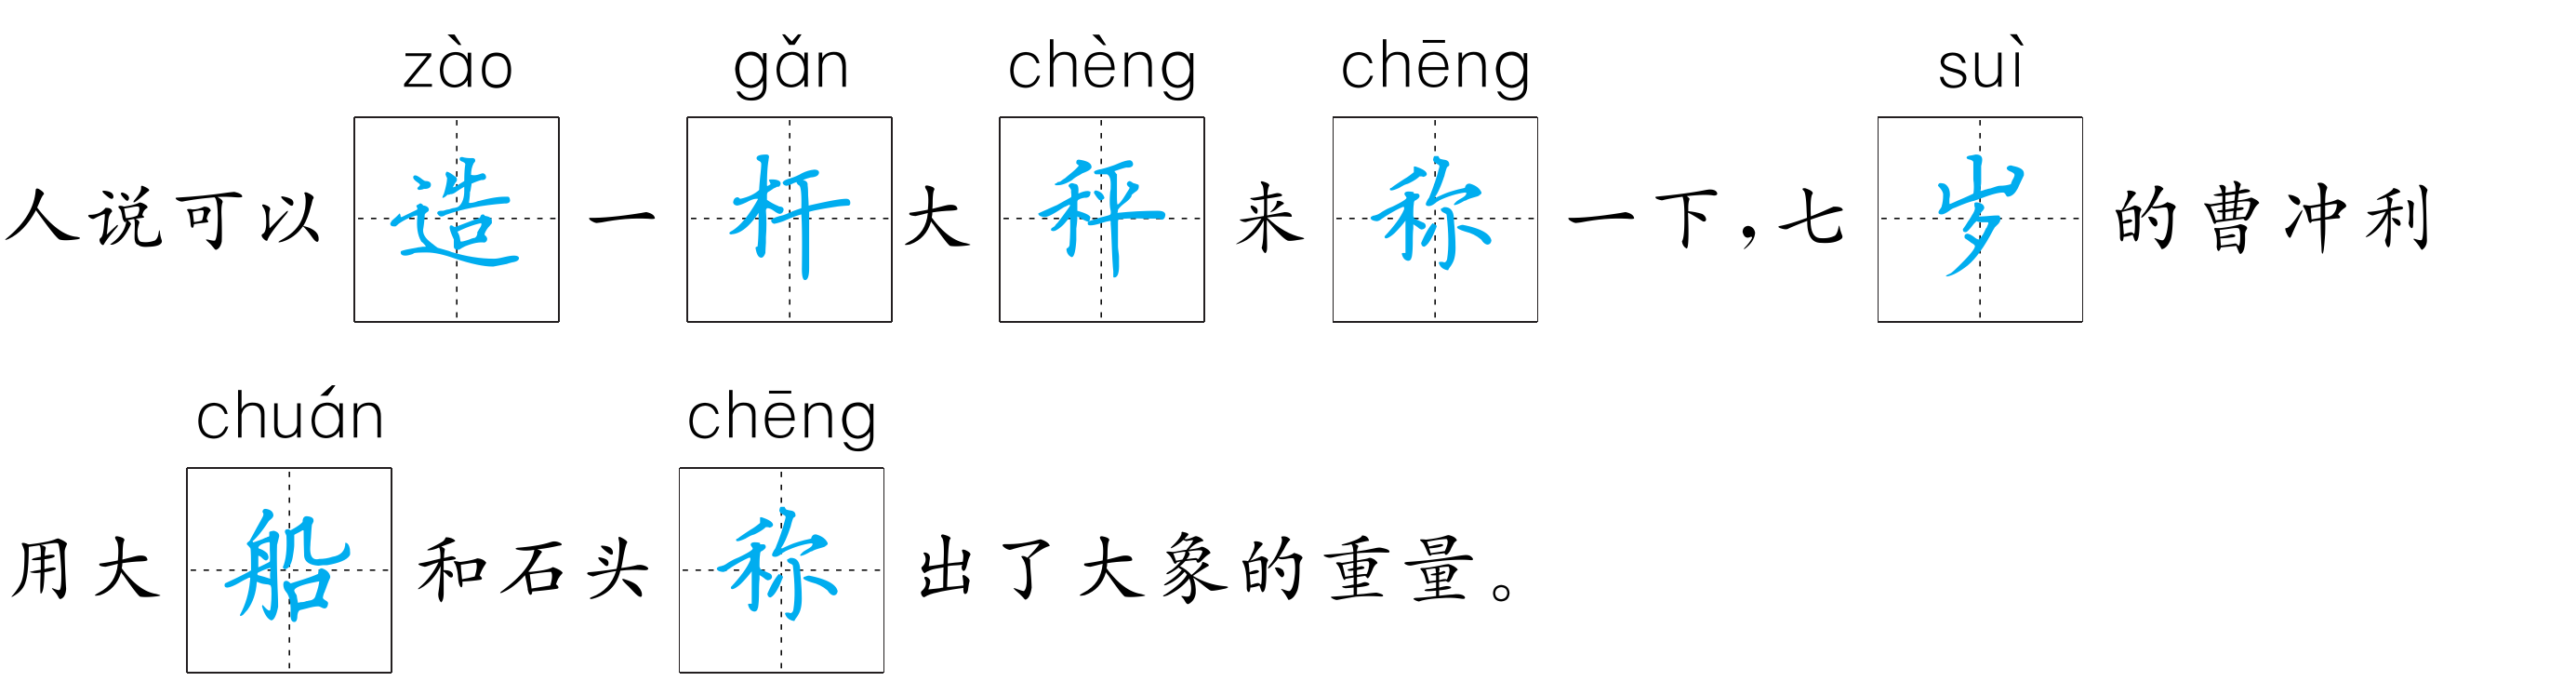 zào gǎn chèng chēng suì
人说可以造一杆大秤来称一下，七岁的曹冲利
chuán chēng
用大船和石头称出了大象的重量。